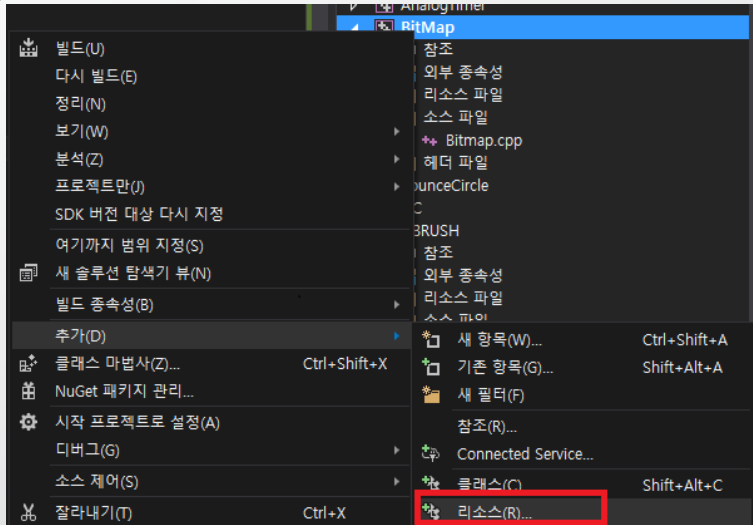 AnalogTimer
BitMap
참조
외부 종속성
리소스 파일
소스 파일
++ Bitmap.cpp
헤더 파일
ounceCircle
C
BRUSH
참조
외부 종속성
리소스 파일
소스 파일
빌드(U)
다시 빌드(E)
정리(N)
보기(W)
분석(Z)
프로젝트만(J)
SDK 버전 대상 다시 지정
여기까지 범위 지정(S)
새 솔루션 탐색기 뷰(N)
빌드 종속성(B)
추가(D)
클래스 마법사(Z)... Ctrl+Shift+X
NuGet 패키지 관리...
시작 프로젝트로 설정(A)
디버그(G)
소스 제어(S)
잘라내기(T) Ctrl+X
새 항목(W)... Ctrl+Shift+A
기존 항목(G)... Shift+Alt+A
새 필터(F)
참조(R)...
Connected Service...
클래스(C) Shift+Alt+C
리소스(R)...